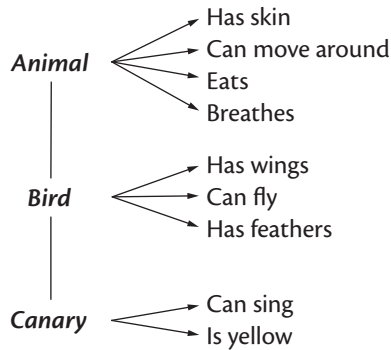 Animal
Has skin
Can move around
Eats
Breathes
Bird
Has wings
Can fly
Has feathers
Canary
Can sing
Is yellow